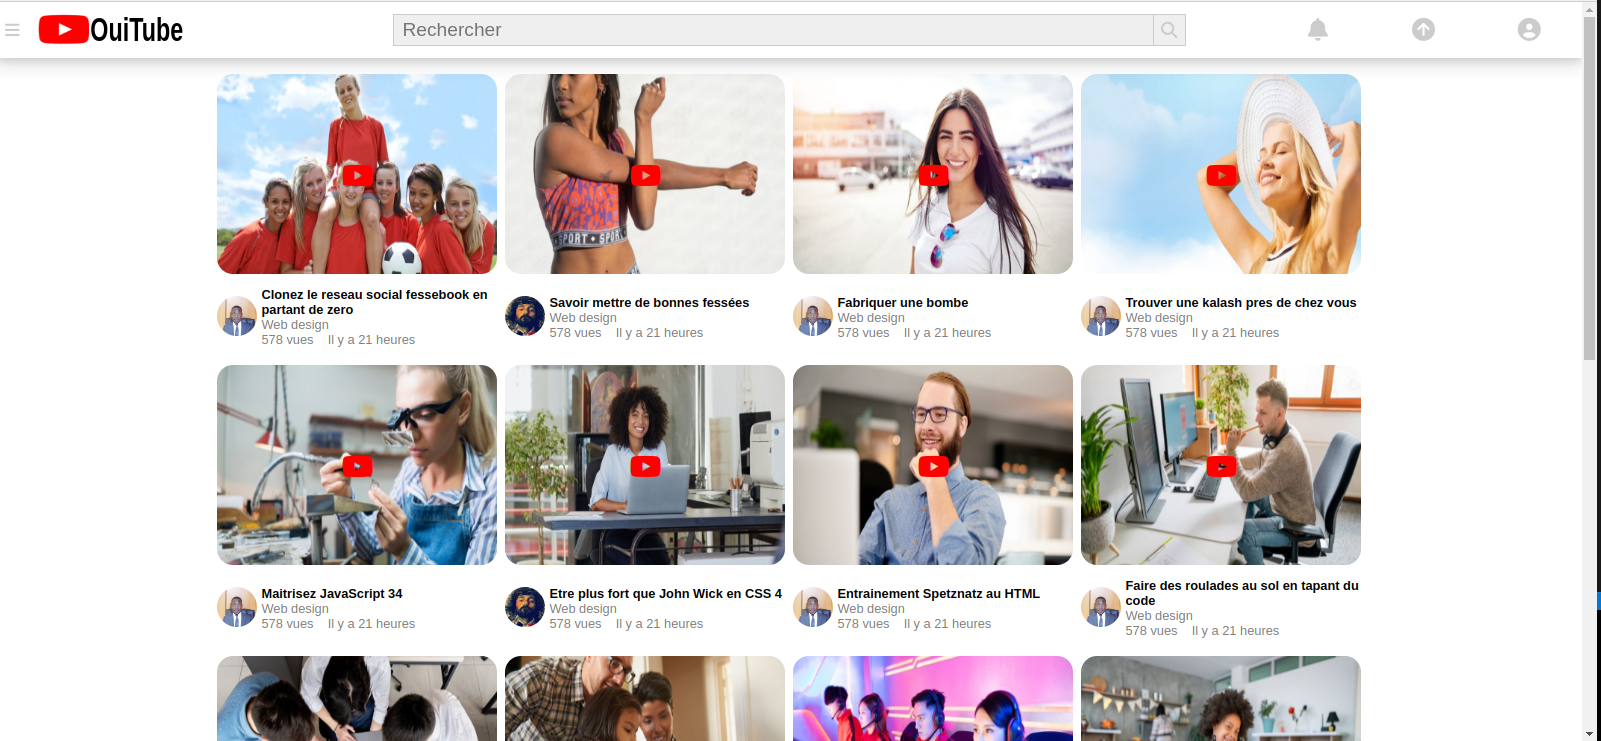 OuiTube
Rechercher
SPORT • SPOR
Clonez le reseau social fessebook en
partant de zero
Web design
578 vues Il y a 21 heures
Savoir mettre de bonnes fessées
Web design
578 vues Il y a 21 heures
Fabriquer une bombe
Web design
578 vues Il y a 21 heures
Trouver une kalash pres de chez vous
Web design
578 vues Il y a 21 heures
Maitrisez JavaScript 34
Web design
578 vues Il y a 21 heures
Etre plus fort que John Wick en CSS 4
Web design
578 vues Il y a 21 heures
Entrainement Spetznatz au HTML
Web design
578 vues Il y a 21 heures
Faire des roulades au sol en tapant du
code
Web design
578 vues Il y a 21 heures